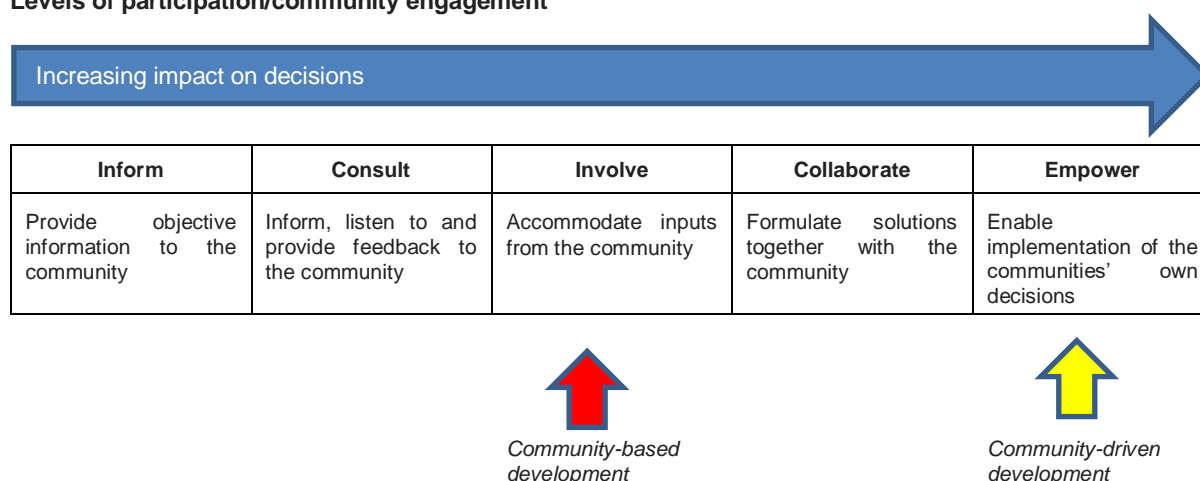 Levels of participation/community engagement
Increasing impact on decisions
Inform
Consult
Involve
Collaborate
Empower
Provide objective
information to the
community
Inform, listen to and
provide feedback to
the community
Accommodate inputs
from the community
Formulate solutions
together with the
community
Enable
implementation of the
communities' own
decisions
Community-based
development
Community-driven
development